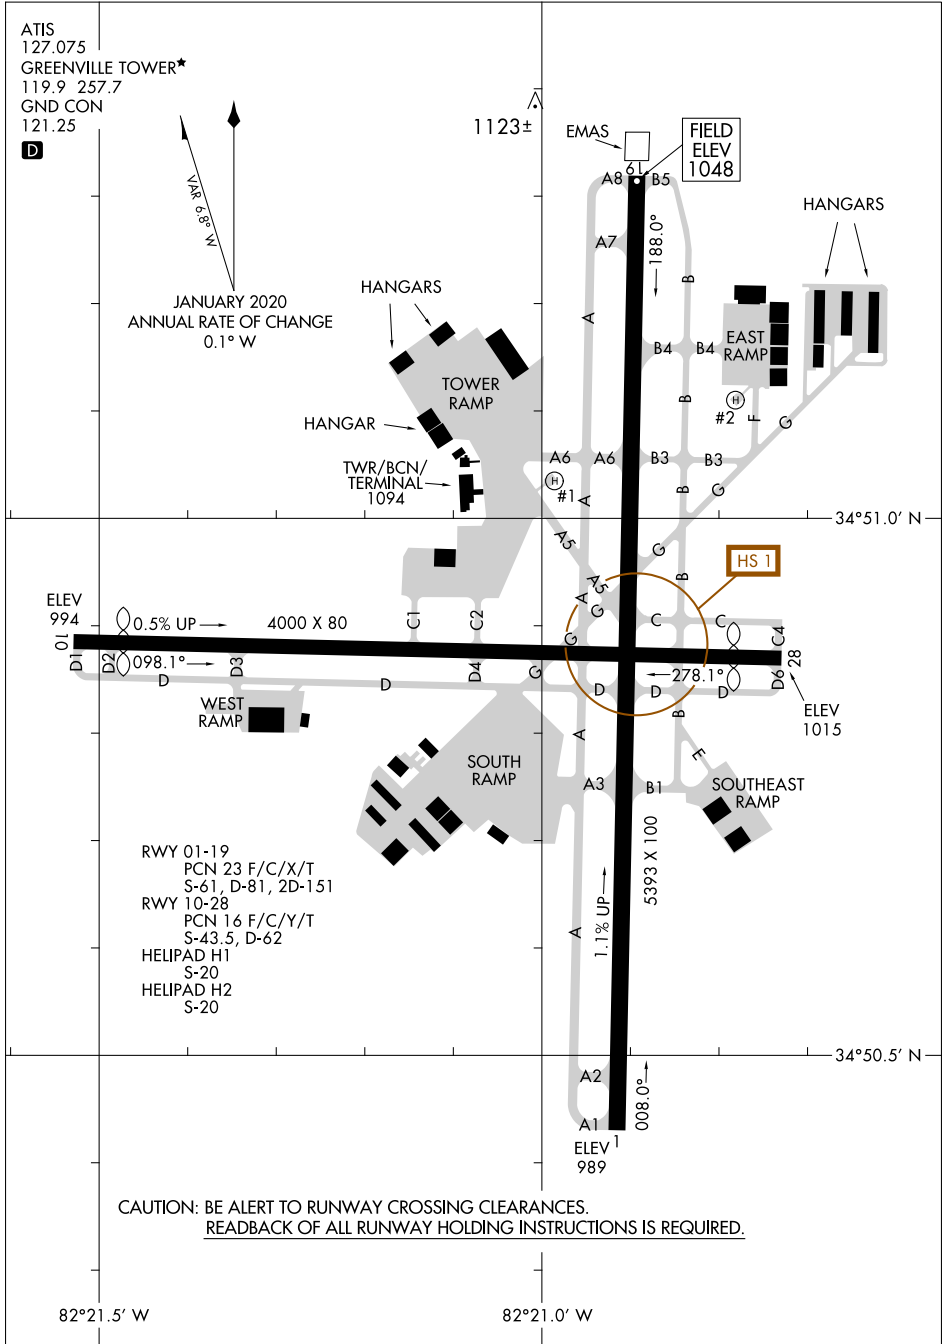 ATIS
127.075
GREENVILLE TOWER★
119.9 257.7
GND CON
121.25
D
VAR 6.8° W
JANUARY 2020
ANNUAL RATE OF CHANGE
0.1° W
1123±
EMAS
FIELD
ELEV
1048
19
A8
B5
A7
188.0°
B
HANGARS
HANGARS
A
B4
B4
EAST
RAMP
TOWER
RAMP
B
H
#2
F
G
HANGAR
A6
A6
B3
B3
TWR/BCN/
TERMINAL
1094
H
#1
A
B
G
34°51.0' N
A5
G
HS 1
A5
B
ELEV
994
0.5% UP
4000 X 80
C1
C2
A
G
C
C
C4
10
G
28
D1
D2
098.1°
D3
D4
G
278.1°
D6
D
D
D
D
D
ELEV
1015
WEST
RAMP
B
A
SOUTH
RAMP
E
A3
B1
SOUTHEAST
RAMP
5393 X 100
RWY 01-19
PCN 23 F/C/X/T
S-61, D-81, 2D-151
RWY 10-28
PCN 16 F/C/Y/T
S-43.5, D-62
HELIPAD H1
S-20
HELIPAD H2
S-20
A
1.1% UP
34°50.5' N
A2
008.0°
A1
1
ELEV
989
CAUTION: BE ALERT TO RUNWAY CROSSING CLEARANCES.
READBACK OF ALL RUNWAY HOLDING INSTRUCTIONS IS REQUIRED.
82°21.5' W
82°21.0' W